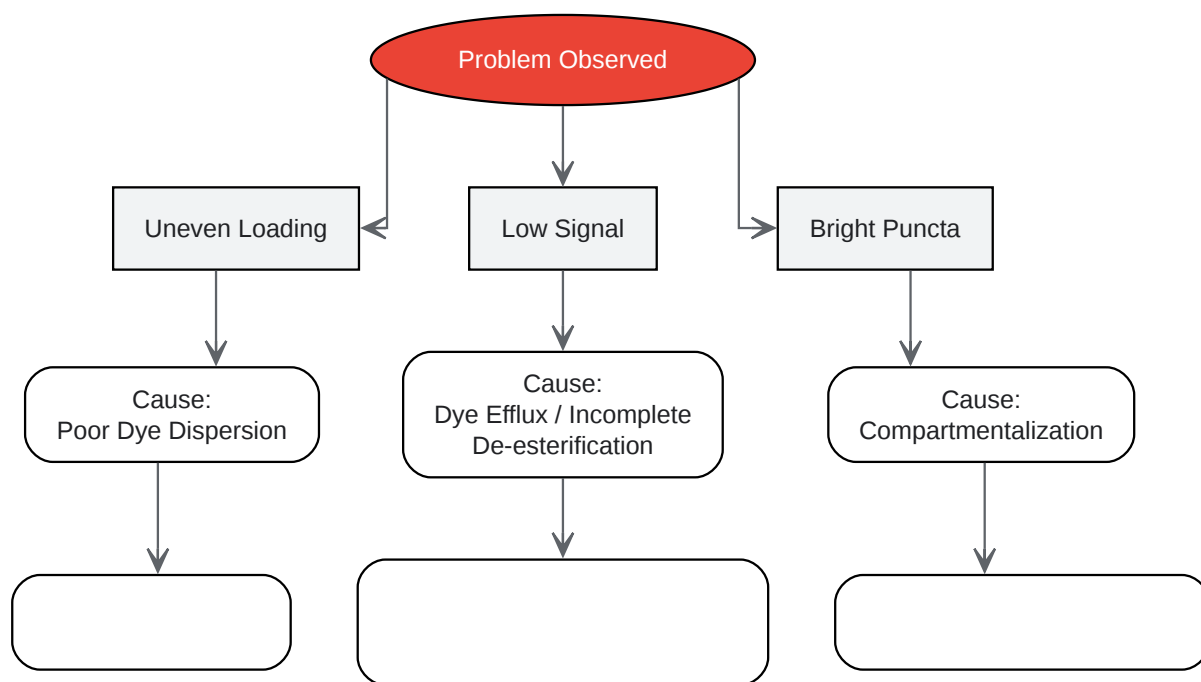 Problem Observed
Uneven Loading
Low Signal
Bright Puncta
Cause:
Poor Dye Dispersion
Cause:
Dye Efflux / Incomplete
De-esterification
Cause:
Compartmentalization